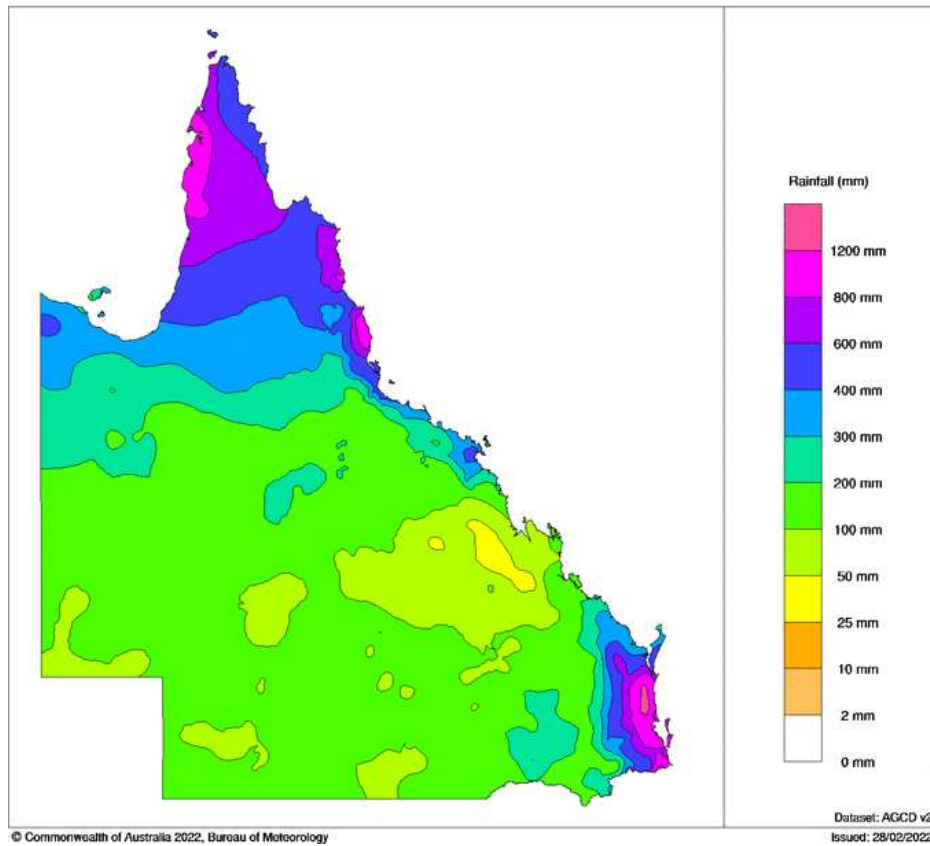 Rainfall (mm)
1200 mm
800 mm
600 mm
400 mm
300 mm
200 mm
100 mm
50 mm
25 mm
10 mm
2 mm
0 mm
Dataset: AGCD v2
© Commonwealth of Australia 2022, Bureau of Meteorology
Issued: 28/02/2022